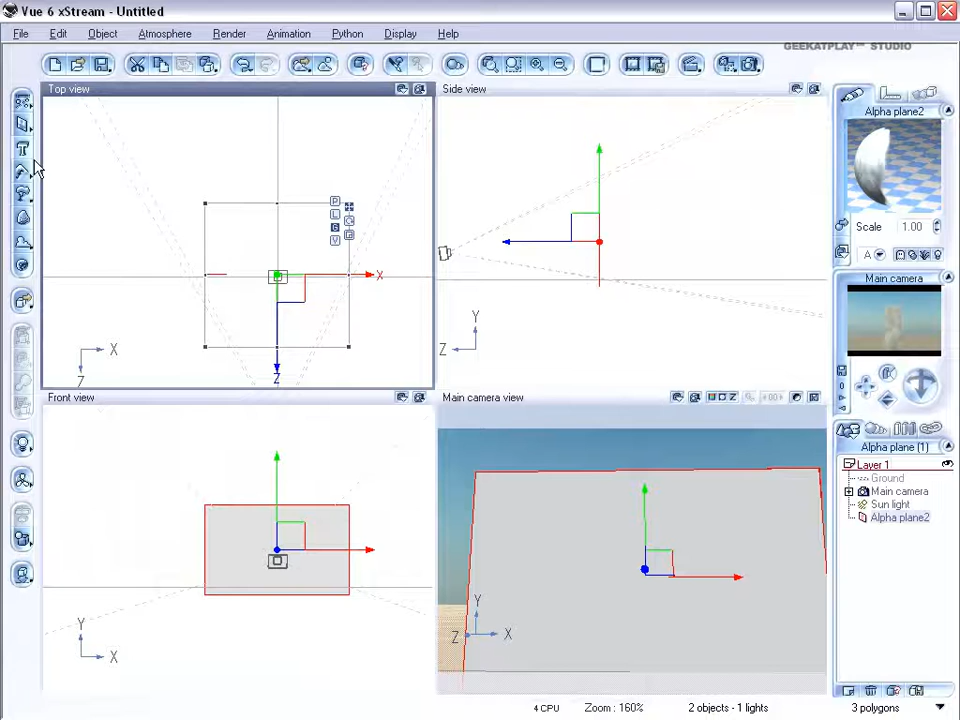 Vue 6 xStream - Untitled
File Edit Object Atmosphere Render Animation Python Display Help
GEEKATPLAY™ STUDIO
Top view
Side view
Alpha plane2
P
L
G
V
X
Scale 1.00
A
Z
X
Z
Y
Z
Main camera
0
Front view
Main camera view
Alpha plane (1)
Layer 1
Ground
Main camera
Sun light
Alpha plane2
Y
X
Y
Z
X
4 CPU Zoom : 160% 2 objects - 1 lights 3 polygons